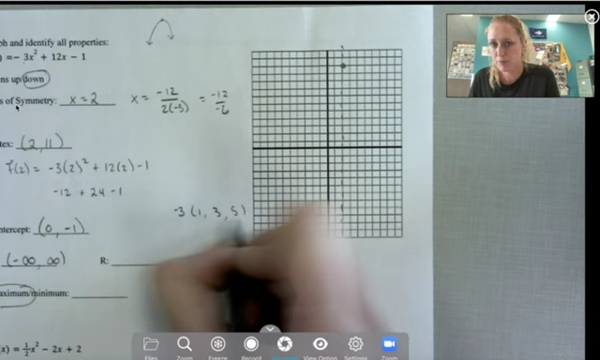 ph and identify all properties:
) = − 3x² + 12x − 1
ns up/down
s of Symmetry: x = 2 x = -12 / 2(-3) = -12 / -6
tex: (2, 11)
f(2) = -3(2)² + 12(2) - 1
-12 + 24 - 1
-3 (1, 3, 5)
ntercept: (0, -1)
(-∞, ∞) R:
aximum/minimum:
(x) = ½x² − 2x + 2
Files Zoom Freeze Record View Option Settings Zoom